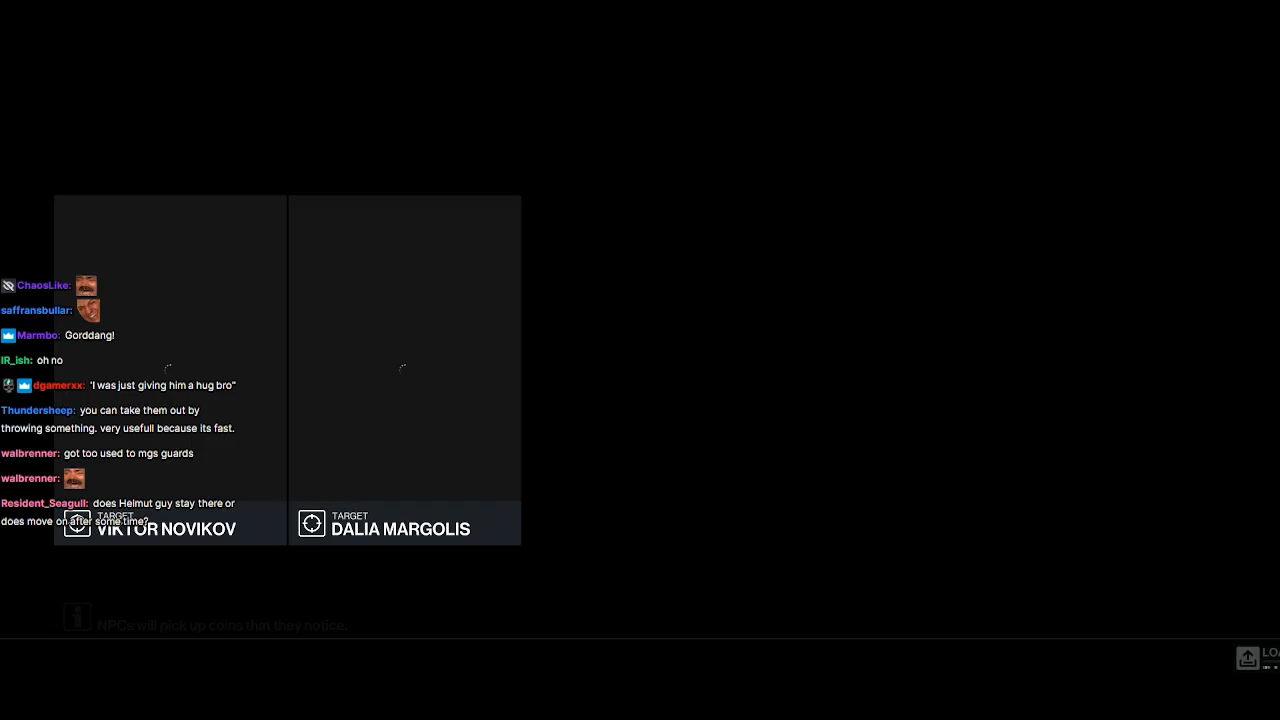 ChaosLike:
saffransbullar:
Marmbo: Gorddang!
IR_ish: oh no
dgamerxx: 'I was just giving him a hug bro"
Thundersheep: you can take them out by
throwing something. very usefull because its fast.
walbrenner: got too used to mgs guards
walbrenner:
Resident_Seagull: does Helmut guy stay there or
does move on after some time?
TARGET
VIKTOR NOVIKOV
TARGET
DALIA MARGOLIS
NPCs will pick up coins that they notice.